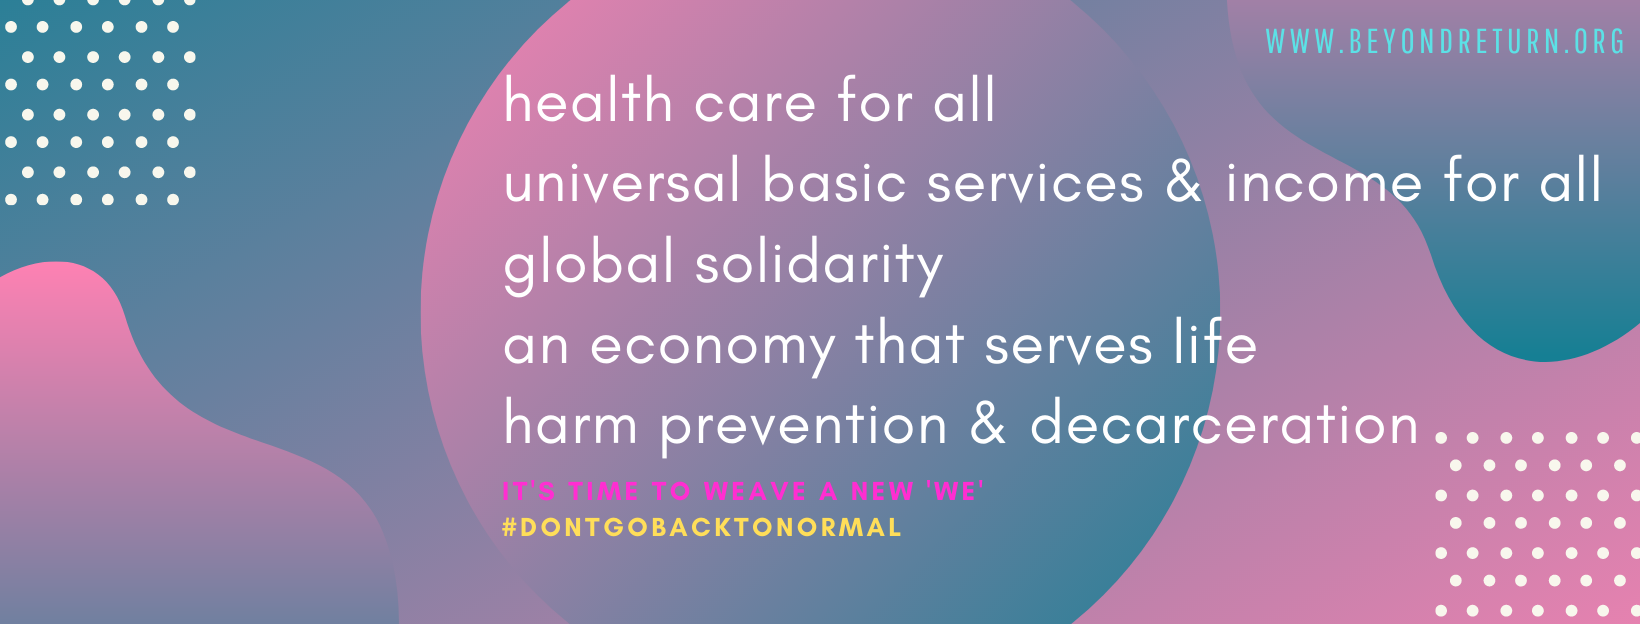 WWW.BEYONDRETURN.ORG
health care for all
universal basic services & income for all
global solidarity
an economy that serves life
harm prevention & decarceration
IT'S TIME TO WEAVE A NEW 'WE'
#DONTGOBACKTONORMAL